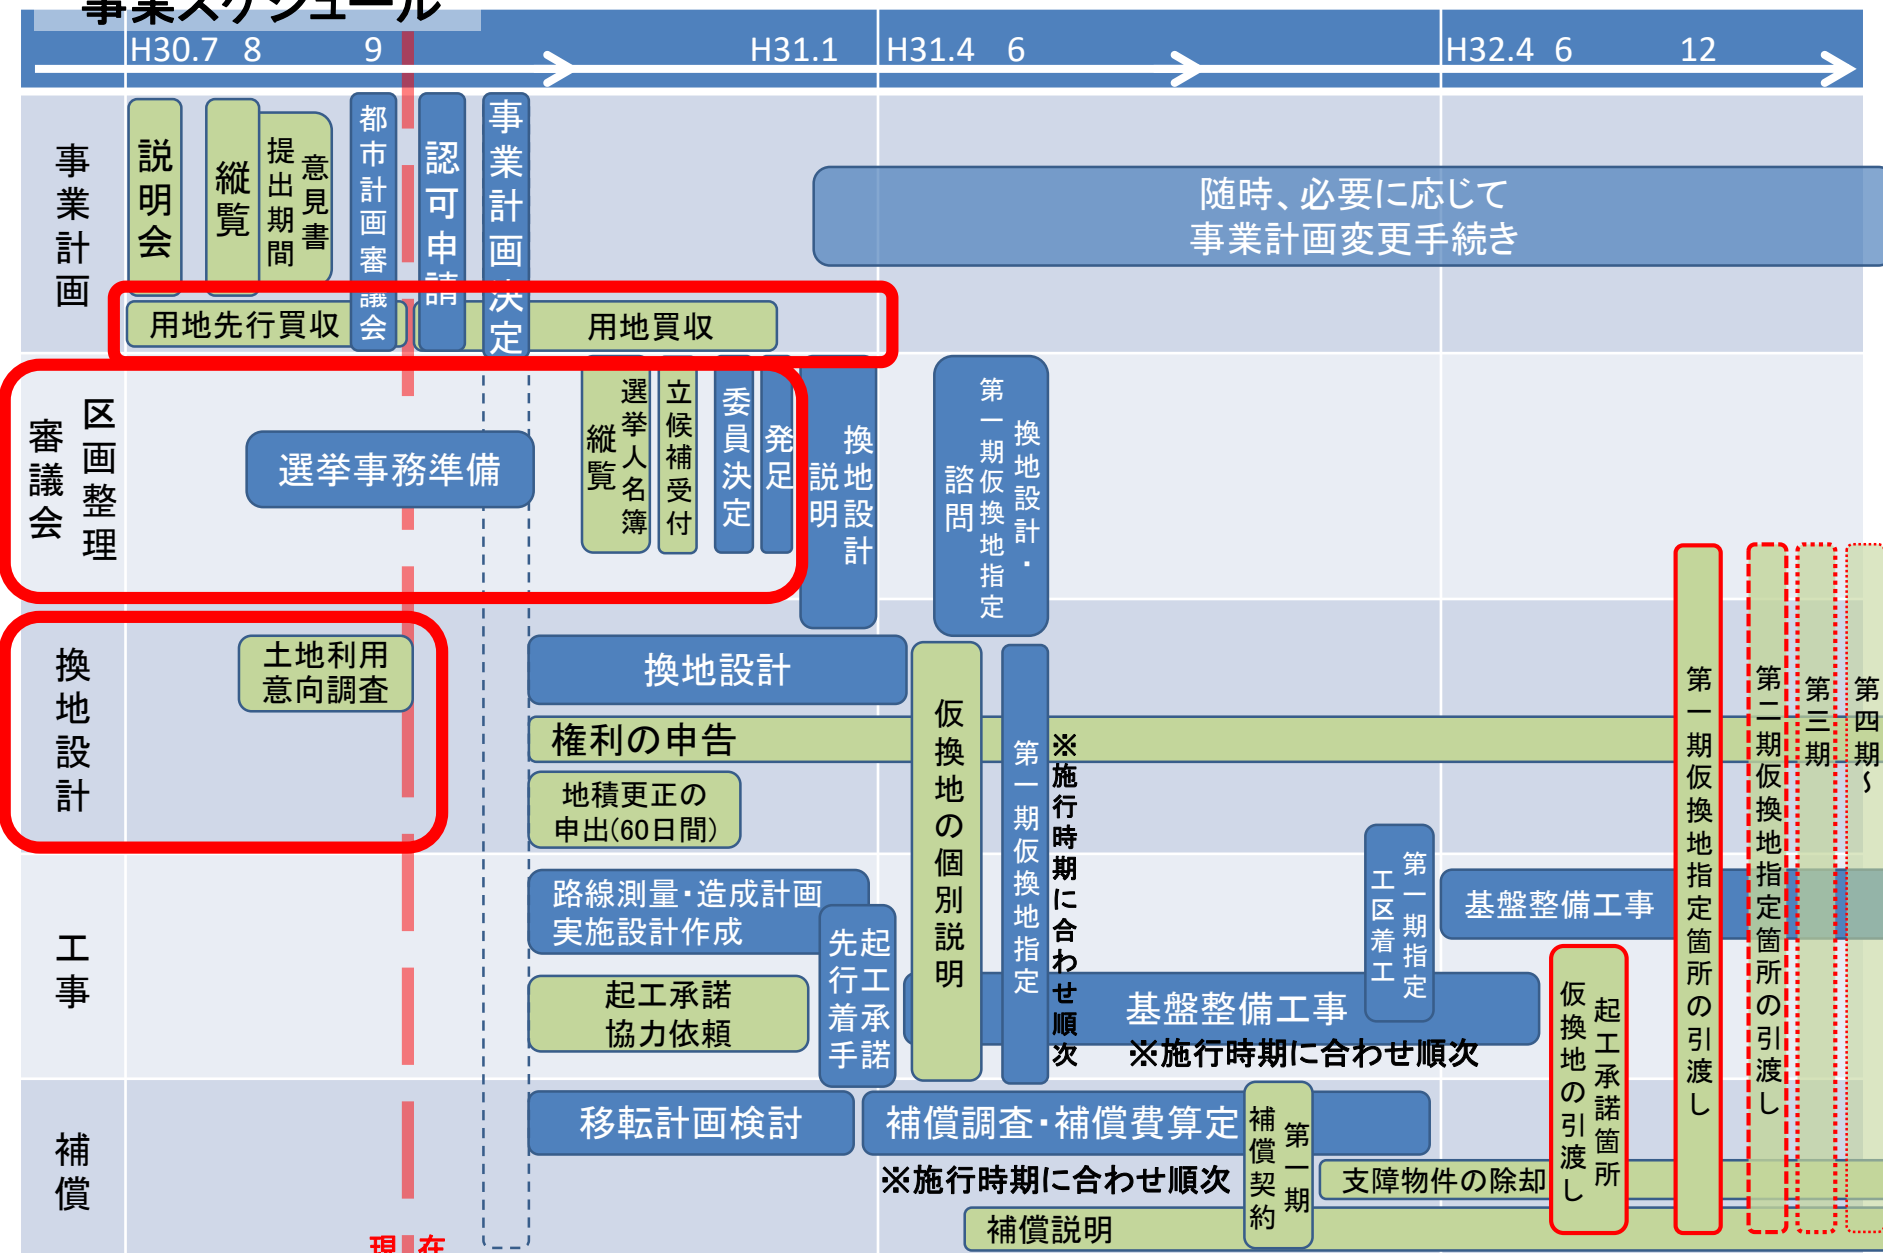 事業スケジュール
H30.7 8 9 H31.1 H31.4 6 H32.4 6 12
事業計画
説明会
縦覧
意見書
提出期間
都市計画審議会
認可申請
事業計画決定
随時、必要に応じて
事業計画変更手続き
用地先行買収
用地買収
区画整理
審議会
選挙事務準備
選挙人名簿
縦覧
立候補受付
委員決定
発足
換地設計
説明
換地設計・
第一期仮換地指定
諮問
換地設計
土地利用
意向調査
換地設計
権利の申告
地積更正の
申出(60日間)
仮換地の個別説明
第一期仮換地指定
※施行時期に合わせ順次
工事
路線測量・造成計画
実施設計作成
起工承諾
協力依頼
起工承諾
先行着手
基盤整備工事
※施行時期に合わせ順次
第一期指定
工区着工
基盤整備工事
起工承諾箇所
仮換地の引渡し
第一期仮換地指定箇所の引渡し
第二期仮換地指定箇所の引渡し
第三期
第四期～
補償
移転計画検討
補償調査・補償費算定
※施行時期に合わせ順次
第一期
補償契約
支障物件の除却
補償説明
現在